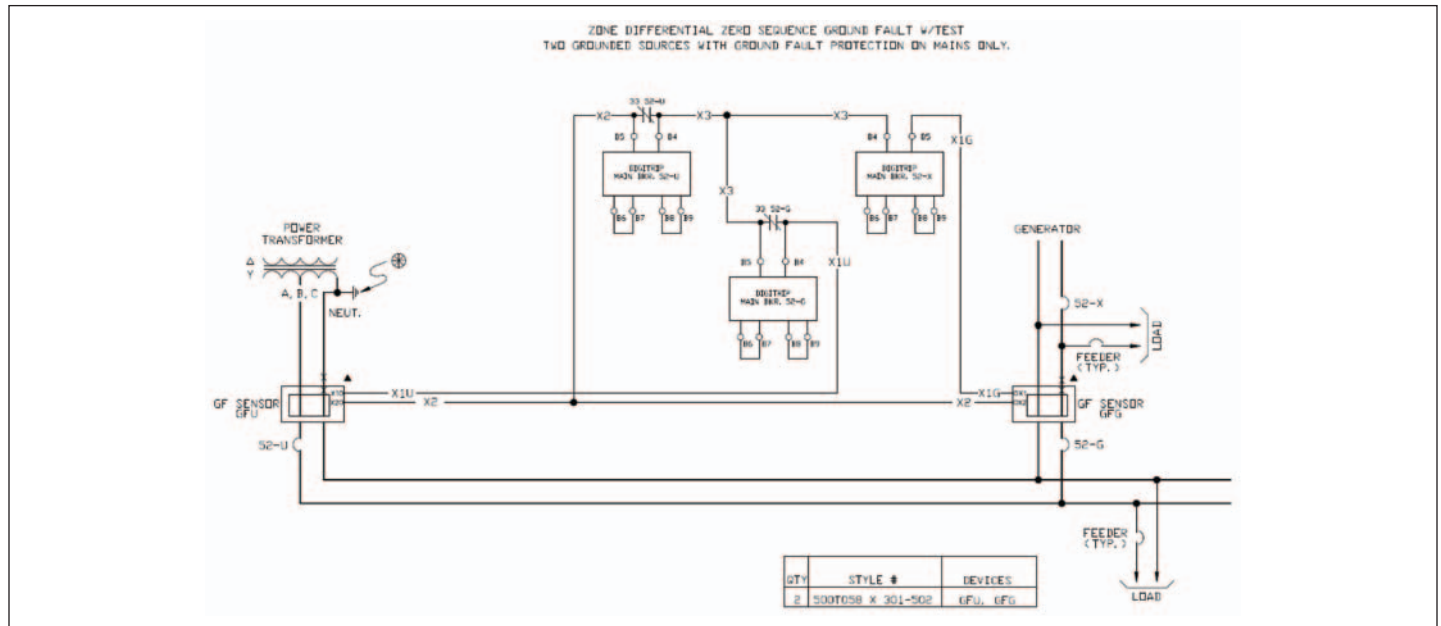 ZONE DIFFERENTIAL ZERO SEQUENCE GROUND FAULT W/TEST
TWO GROUNDED SOURCES WITH GROUND FAULT PROTECTION ON MAINS ONLY.
33 52-U
X2
X3
X3
B5
B4
B4
B5
X1G
DIGITRIP
MAIN BKR. 52-U
DIGITRIP
MAIN BKR. 52-X
X3
B6
B7
B8
B9
B6
B7
B8
B9
33 52-G
POWER
TRANSFORMER
GENERATOR
Δ
Y
B5
B4
X1U
A, B, C
NEUT.
DIGITRIP
MAIN BKR. 52-G
52-X
LOAD
B6
B7
B8
B9
FEEDER
(TYP.)
X1U
X1G
X2
X2
GF SENSOR
GFU
GF SENSOR
GFG
52-U
52-G
FEEDER
(TYP.)
LOAD
QTY STYLE # DEVICES
2 500T058 X 301-502 GFU, GFG